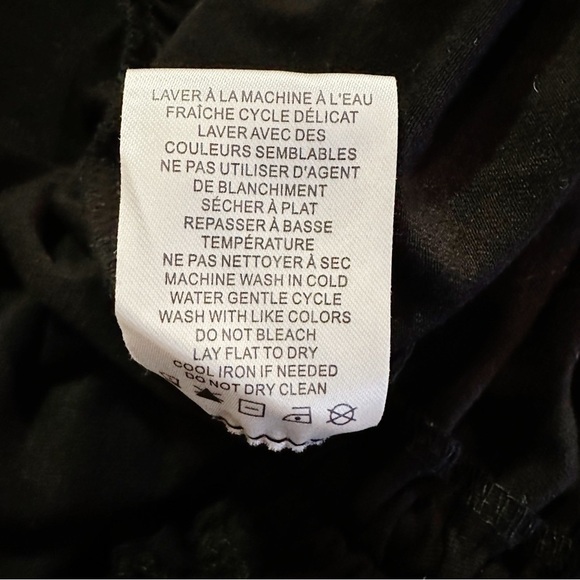 LAVER À LA MACHINE À L'EAU
FRAÎCHE CYCLE DÉLICAT
LAVER AVEC DES
COULEURS SEMBLABLES
NE PAS UTILISER D'AGENT
DE BLANCHIMENT
SÉCHER À PLAT
REPASSER À BASSE
TEMPÉRATURE
NE PAS NETTOYER À SEC
MACHINE WASH IN COLD
WATER GENTLE CYCLE
WASH WITH LIKE COLORS
DO NOT BLEACH
LAY FLAT TO DRY
COOL IRON IF NEEDED
DO NOT DRY CLEAN